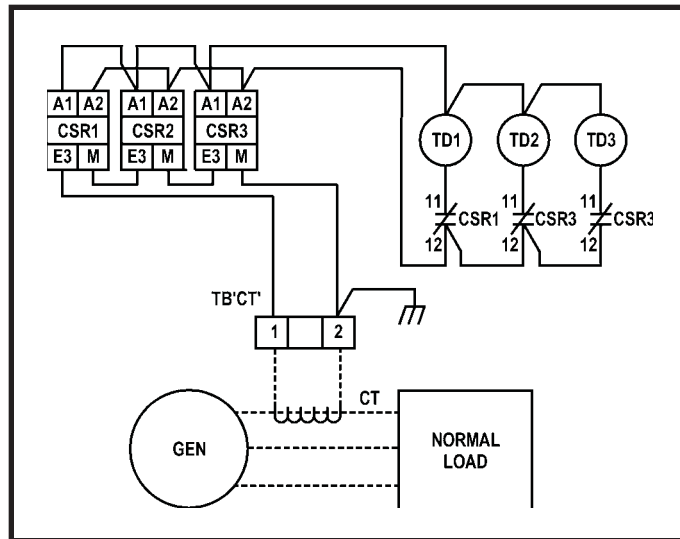 A1 A2 A1 A2 A1 A2
CSR1 CSR2 CSR3
E3 M E3 M E3 M
TD1 TD2 TD3
11 11 11
CSR1 CSR3 CSR3
12 12 12
TB'CT'
1 2
CT
GEN
NORMAL
LOAD